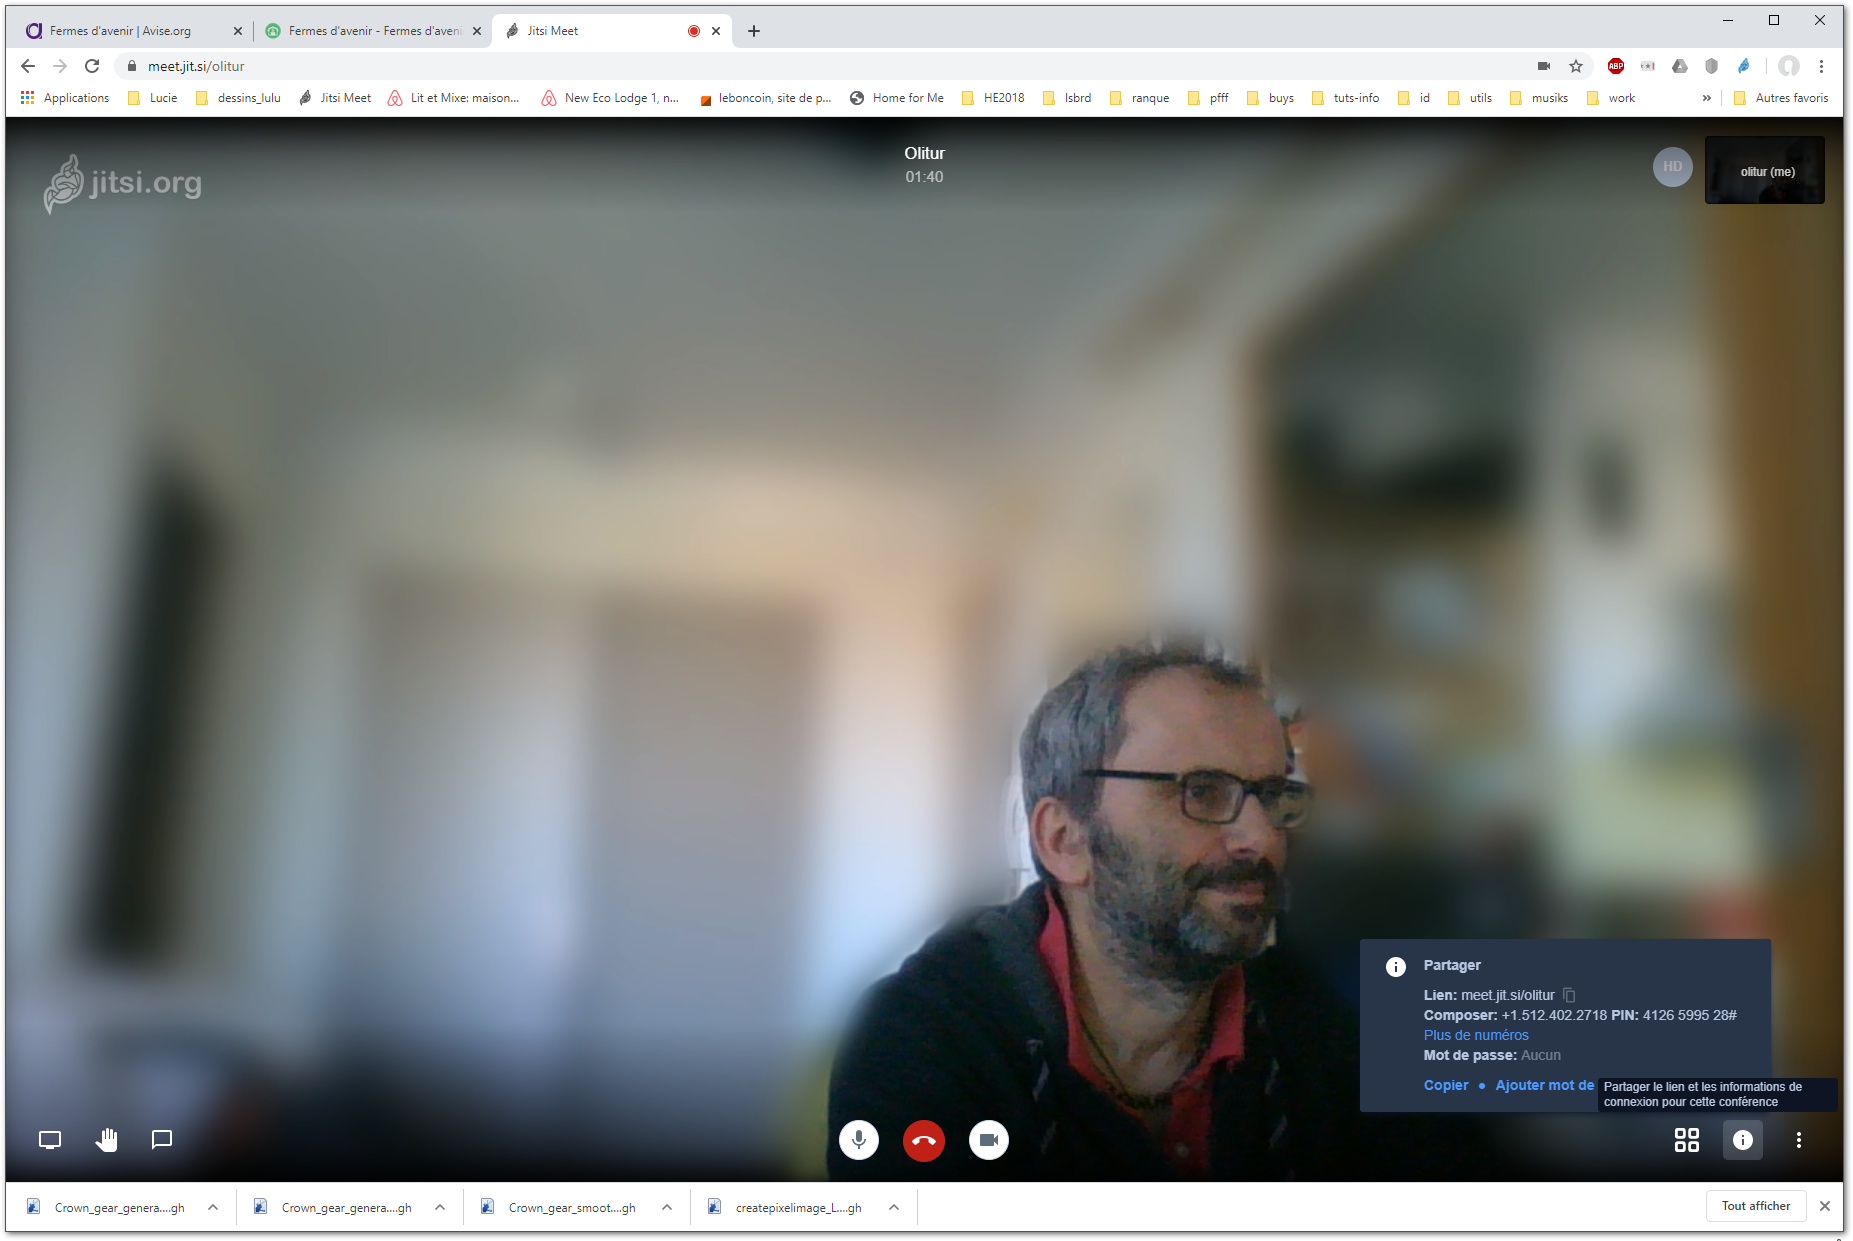 Fermes d'avenir | Avise.org
Fermes d'avenir - Fermes d'aveni
Jitsi Meet
meet.jit.si/olitur
ABP
Applications
Lucie
dessins_lulu
Jitsi Meet
Lit et Mixe: maison...
New Eco Lodge 1, n...
leboncoin, site de p...
Home for Me
HE2018
lsbrd
ranque
pfff
buys
tuts-info
id
utils
musiks
work
»
Autres favoris
jitsi.org
Olitur
01:40
HD
olitur (me)
Partager
Lien: meet.jit.si/olitur
Composer: +1.512.402.2718 PIN: 4126 5995 28#
Plus de numéros
Mot de passe: Aucun
Copier • Ajouter mot de
Partager le lien et les informations de
connexion pour cette conférence
Crown_gear_genera....gh
Crown_gear_genera....gh
Crown_gear_smoot....gh
createpixelimage_L....gh
Tout afficher